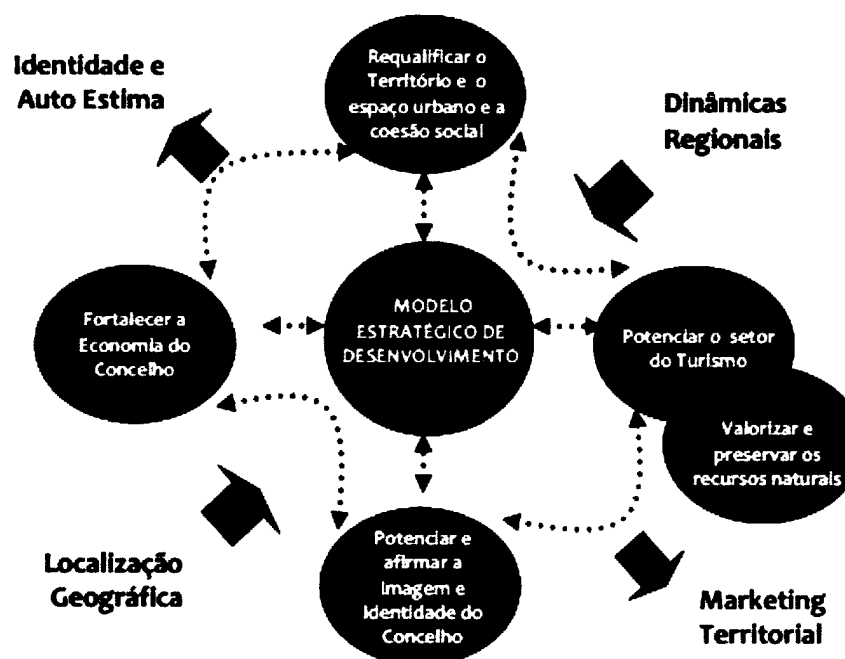 Identidade e
Auto Estima
Requalificar o
Território e o
espaço urbano e a
coesão social
Dinâmicas
Regionais
Fortalecer a
Economia do
Concelho
MODELO
ESTRATÉGICO DE
DESENVOLVIMENTO
Potenciar o setor
do Turismo
Valorizar e
preservar os
recursos naturais
Localização
Geográfica
Potenciar e
afirmar a
Imagem e
Identidade do
Concelho
Marketing
Territorial